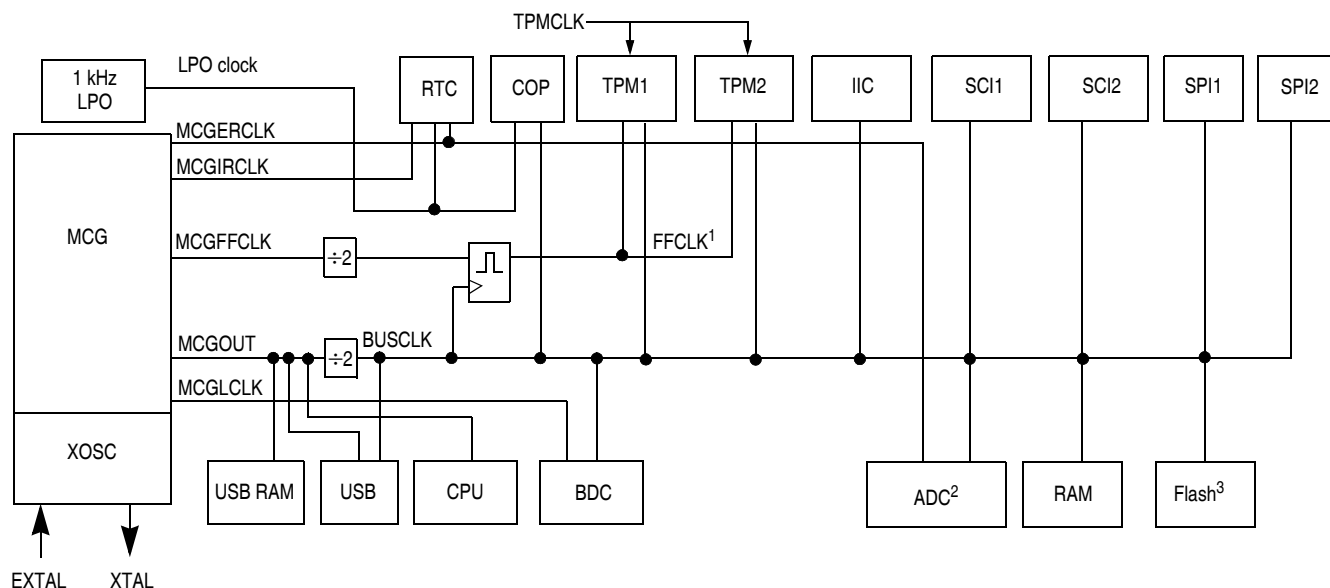 TPMCLK
1 kHz
LPO
LPO clock
RTC
COP
TPM1
TPM2
IIC
SCI1
SCI2
SPI1
SPI2
MCGERCLK
MCGIRCLK
MCG
MCGFFCLK
÷2
FFCLK1
MCGOUT
÷2
BUSCLK
MCGLCLK
XOSC
USB RAM
USB
CPU
BDC
ADC2
RAM
Flash3
EXTAL
XTAL